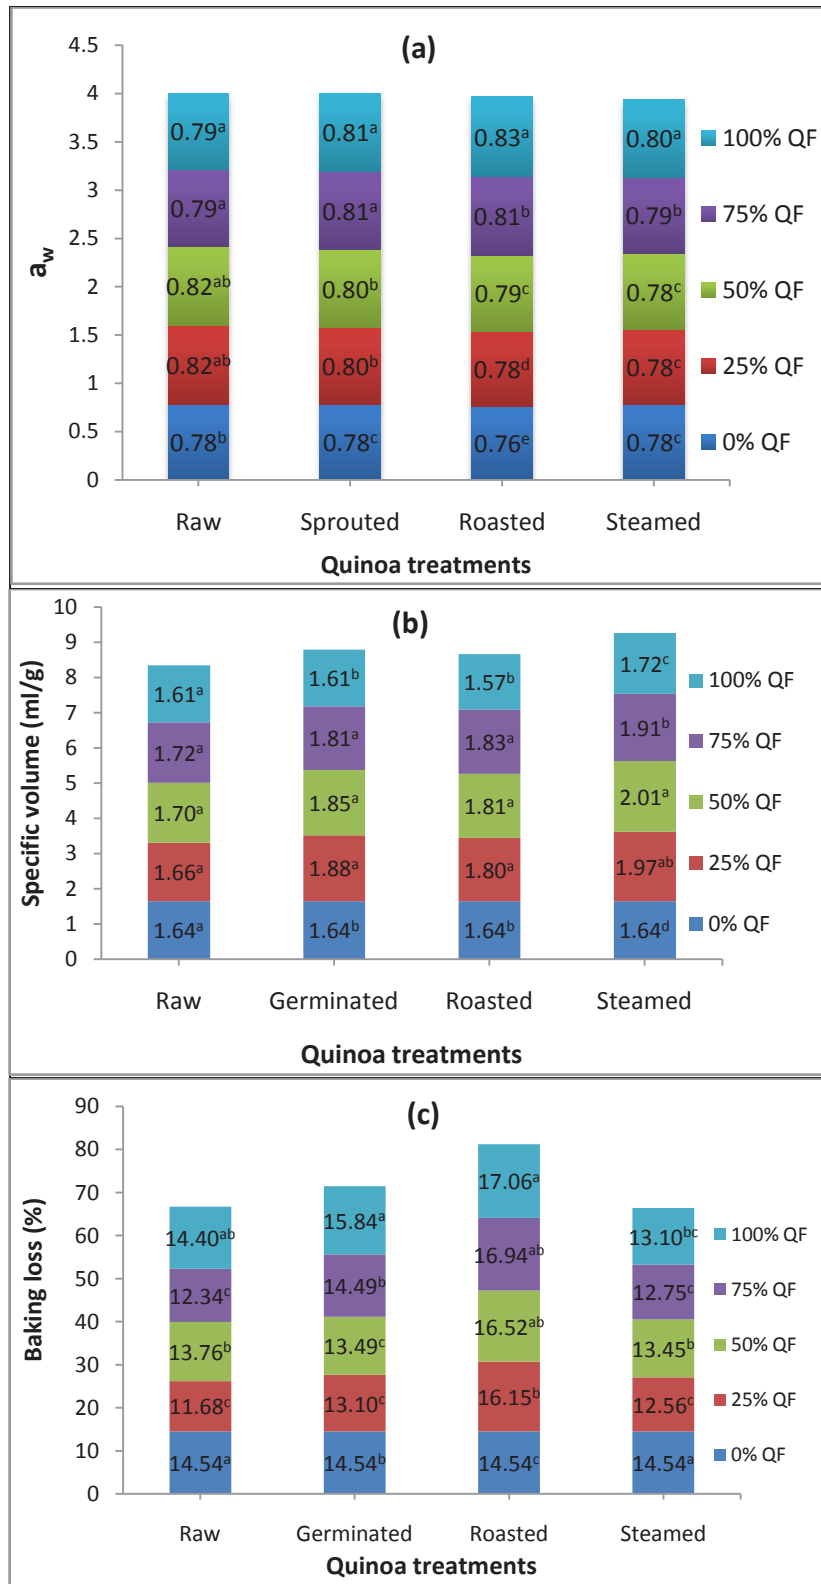 (a)
4.5
4
3.5
3
2.5
2
1.5
1
0.5
0
a_w
0.79ᵃ 0.81ᵃ 0.83ᵃ 0.80ᵃ
0.79ᵃ 0.81ᵃ 0.81ᵇ 0.79ᵇ
0.82ᵃᵇ 0.80ᵇ 0.79ᶜ 0.78ᶜ
0.82ᵃᵇ 0.80ᵇ 0.78ᵈ 0.78ᶜ
0.78ᵇ 0.78ᶜ 0.76ᵉ 0.78ᶜ
100% QF
75% QF
50% QF
25% QF
0% QF
Raw Sprouted Roasted Steamed
Quinoa treatments
(b)
10
9
8
7
6
5
4
3
2
1
0
Specific volume (ml/g)
1.61ᵃ 1.61ᵇ 1.57ᵇ 1.72ᶜ
1.72ᵃ 1.81ᵃ 1.83ᵃ 1.91ᵇ
1.70ᵃ 1.85ᵃ 1.81ᵃ 2.01ᵃ
1.66ᵃ 1.88ᵃ 1.80ᵃ 1.97ᵃᵇ
1.64ᵃ 1.64ᵇ 1.64ᵇ 1.64ᵈ
100% QF
75% QF
50% QF
25% QF
0% QF
Raw Germinated Roasted Steamed
Quinoa treatments
(c)
90
80
70
60
50
40
30
20
10
0
Baking loss (%)
14.40ᵃᵇ 15.84ᵃ 17.06ᵃ 13.10ᵇᶜ
12.34ᶜ 14.49ᵇ 16.94ᵃᵇ 12.75ᶜ
13.76ᵇ 13.49ᶜ 16.52ᵃᵇ 13.45ᵇ
11.68ᶜ 13.10ᶜ 16.15ᵇ 12.56ᶜ
14.54ᵃ 14.54ᵇ 14.54ᶜ 14.54ᵃ
100% QF
75% QF
50% QF
25% QF
0% QF
Raw Germinated Roasted Steamed
Quinoa treatments